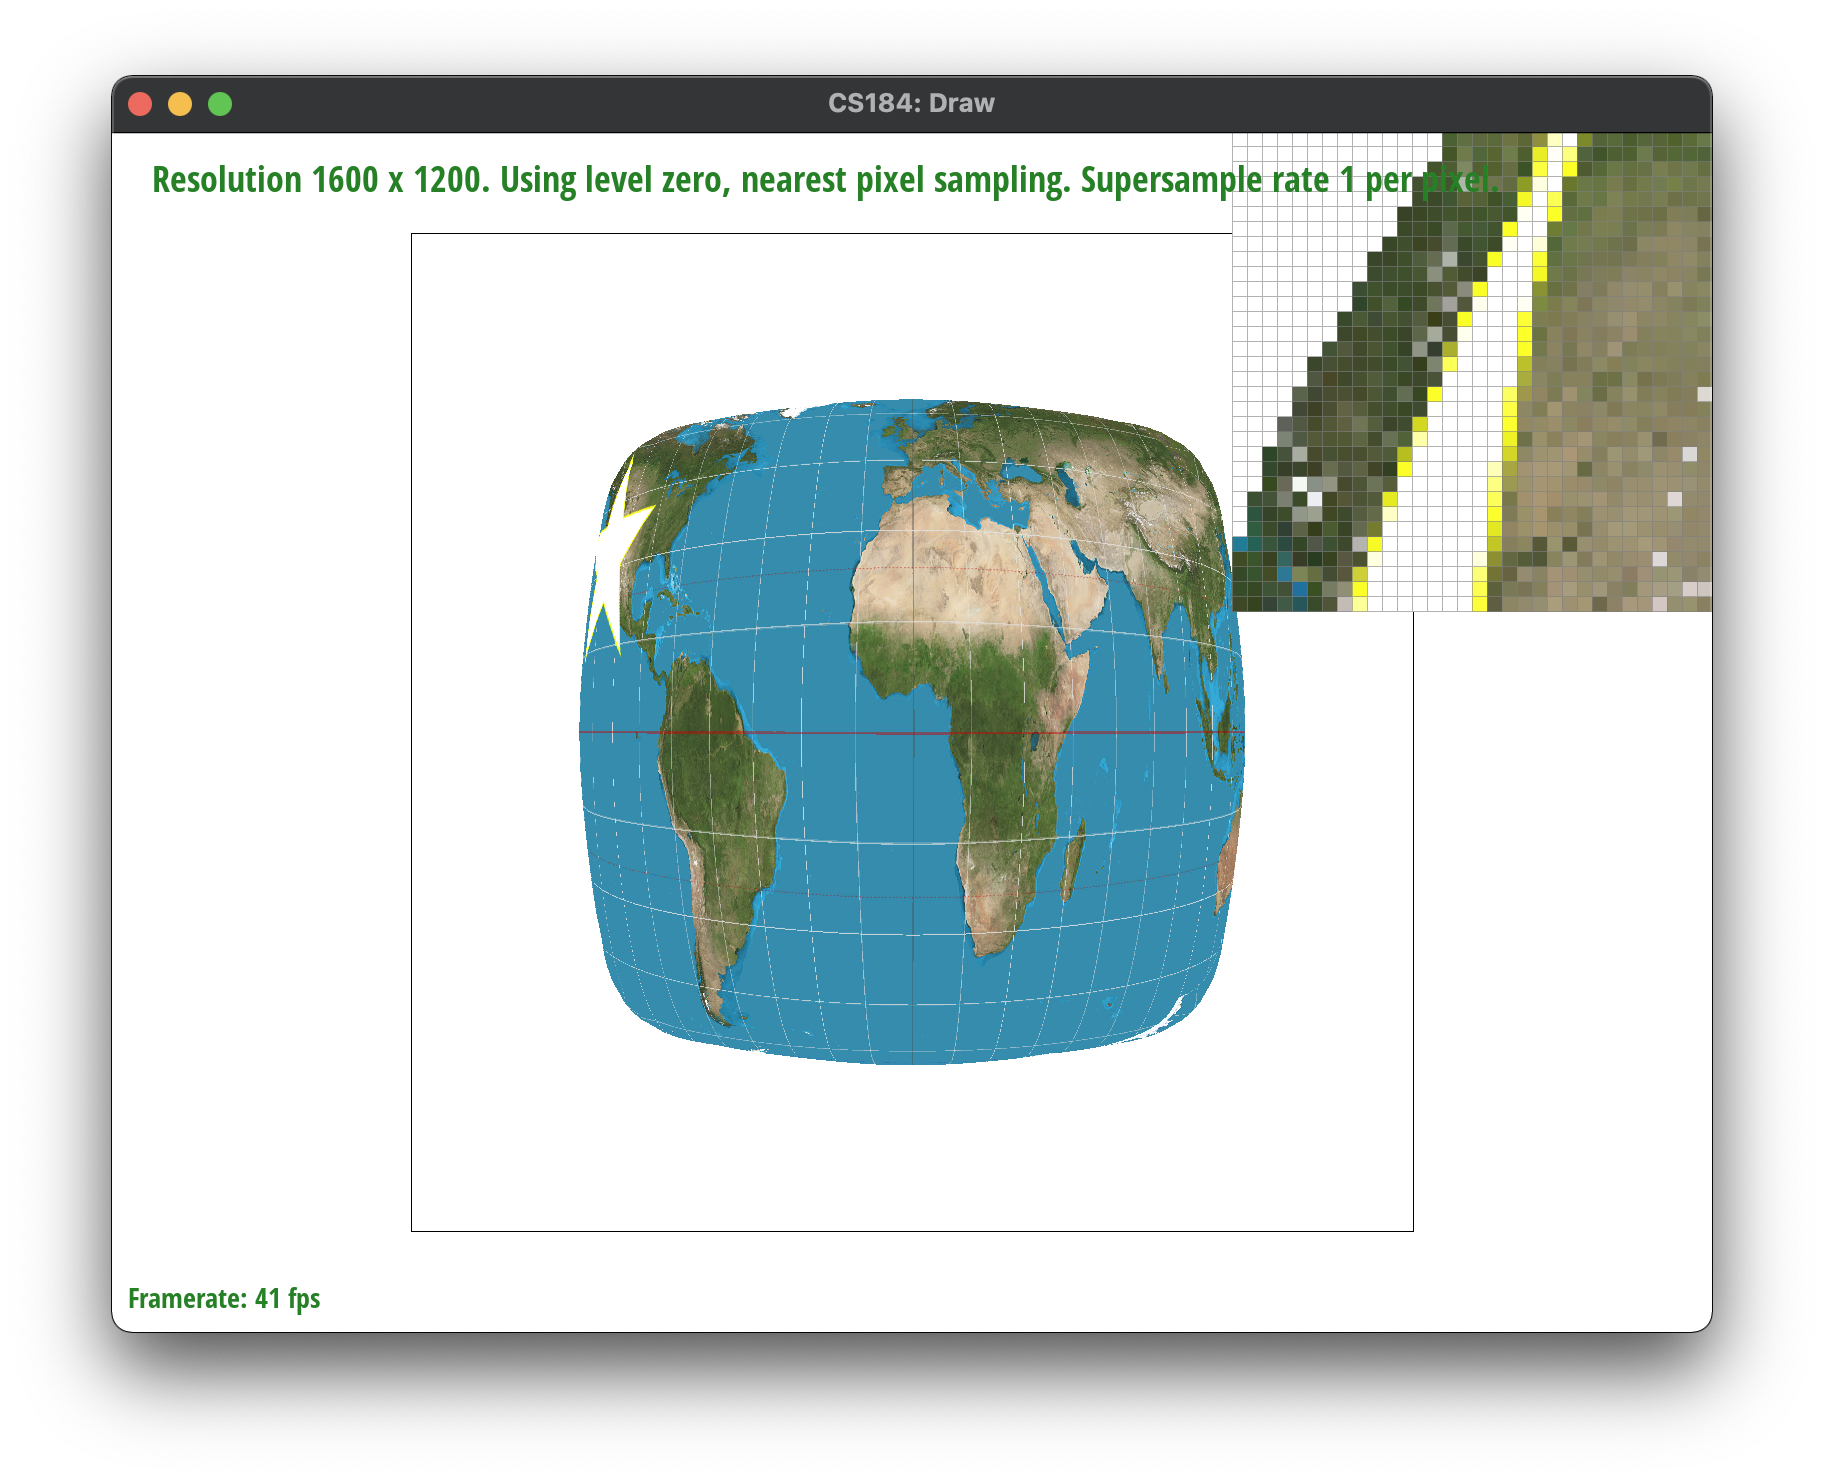 CS184: Draw
Resolution 1600 x 1200. Using level zero, nearest pixel sampling. Supersample rate 1 per pixel.
Framerate: 41 fps